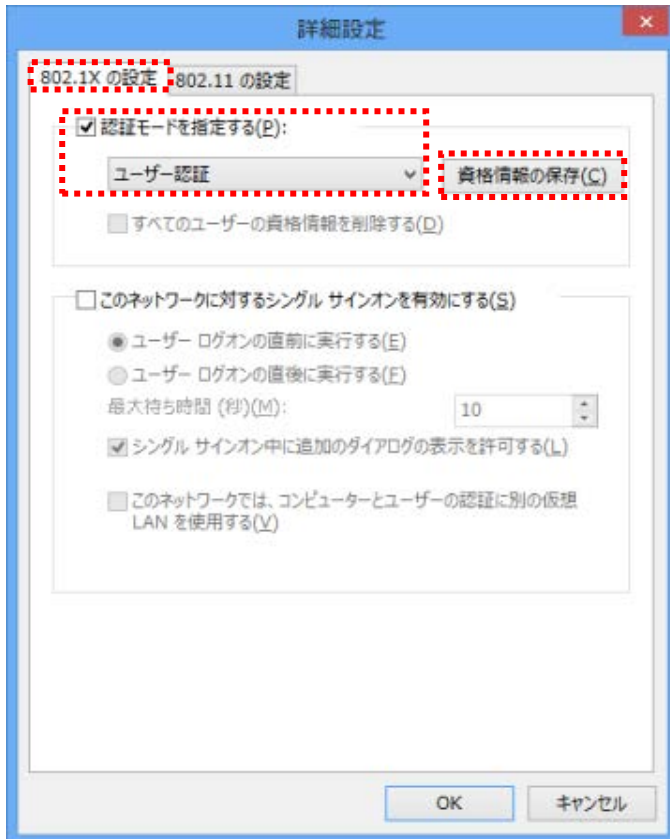 詳細設定
802.1X の設定 802.11 の設定
認証モードを指定する(P):
ユーザー認証 資格情報の保存(C)
すべてのユーザーの資格情報を削除する(D)
このネットワークに対するシングル サインオンを有効にする(S)
ユーザー ログオンの直前に実行する(E)
ユーザー ログオンの直後に実行する(F)
最大待ち時間 (秒)(M): 10
シングル サインオン中に追加のダイアログの表示を許可する(L)
このネットワークでは、コンピューターとユーザーの認証に別の仮想
LAN を使用する(V)
OK キャンセル